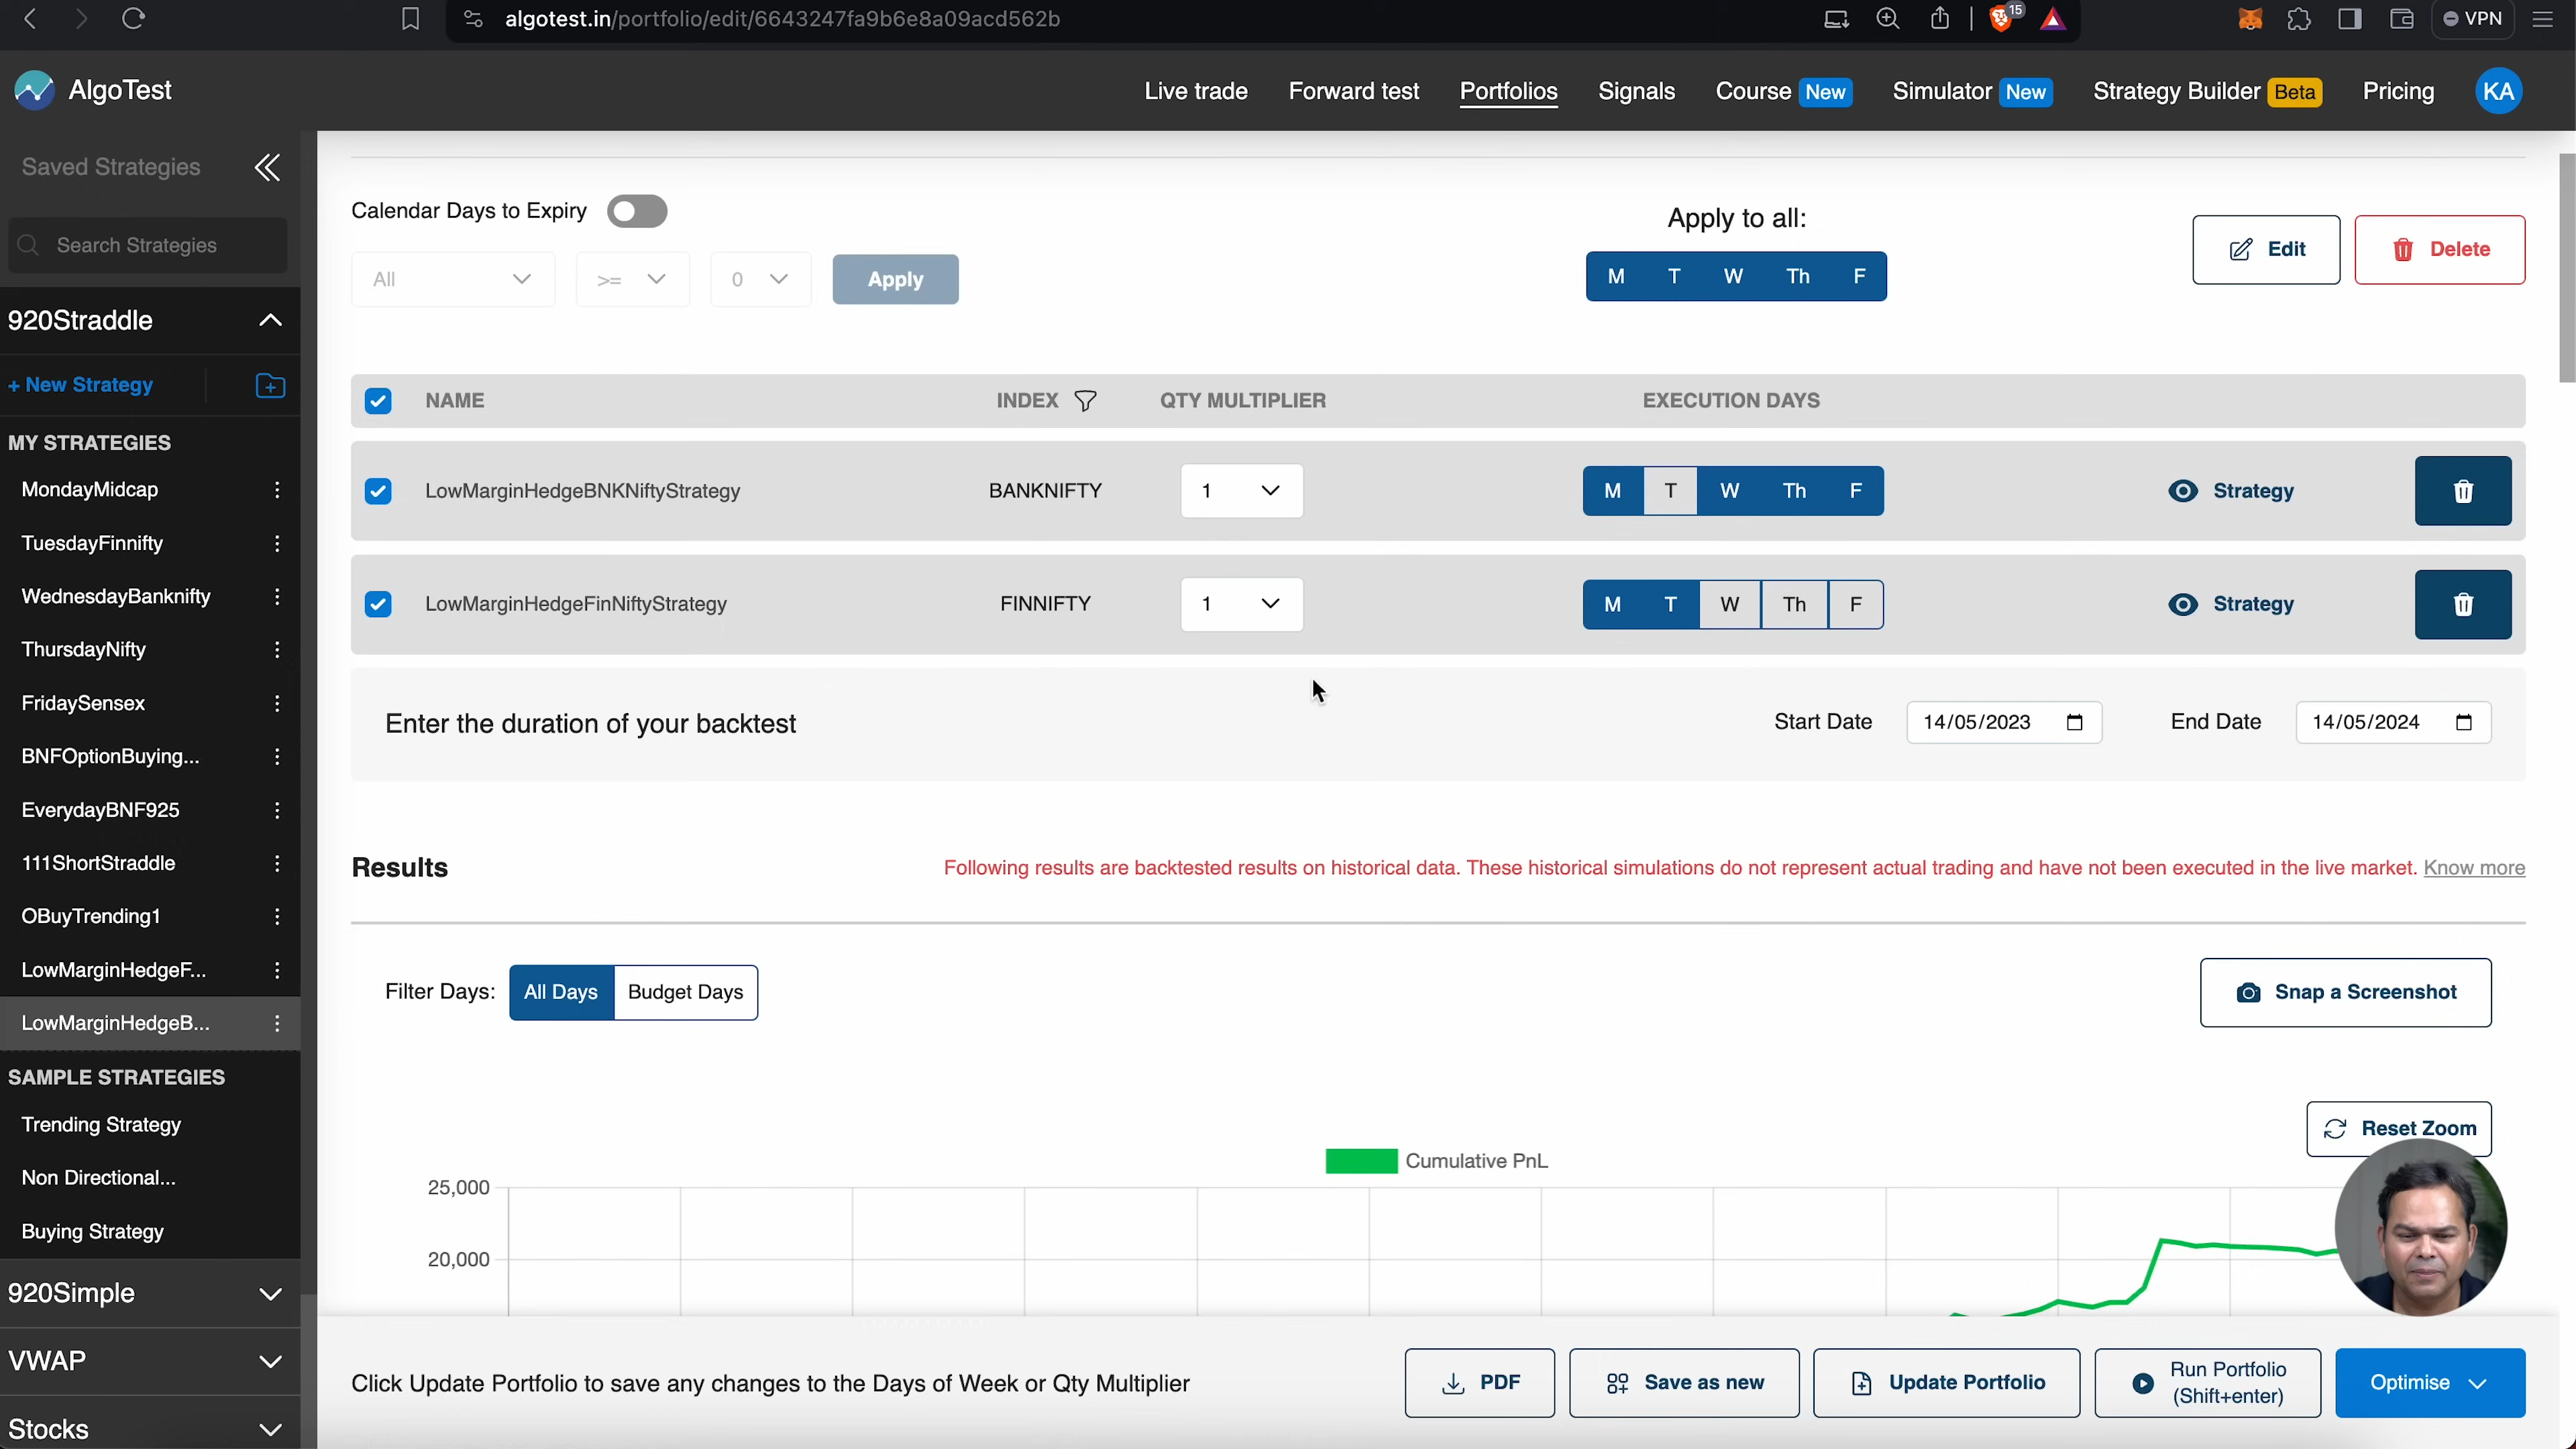 algotest.in/portfolio/edit/6643247fa9b6e8a09acd562b
15
VPN
AlgoTest
Live trade
Forward test
Portfolios
Signals
Course New
Simulator New
Strategy Builder Beta
Pricing
KA
Saved Strategies
Search Strategies
920Straddle
+ New Strategy
MY STRATEGIES
MondayMidcap
TuesdayFinnifty
WednesdayBanknifty
ThursdayNifty
FridaySensex
BNFOptionBuying...
EverydayBNF925
111ShortStraddle
OBuyTrending1
LowMarginHedgeF...
LowMarginHedgeB...
SAMPLE STRATEGIES
Trending Strategy
Non Directional...
Buying Strategy
920Simple
VWAP
Stocks
Calendar Days to Expiry
All
>=
0
Apply
Apply to all:
M T W Th F
Edit
Delete
NAME INDEX QTY MULTIPLIER EXECUTION DAYS
LowMarginHedgeBNKNiftyStrategy BANKNIFTY 1 M T W Th F Strategy
LowMarginHedgeFinNiftyStrategy FINNIFTY 1 M T W Th F Strategy
Enter the duration of your backtest
Start Date 14/05/2023
End Date 14/05/2024
Results
Following results are backtested results on historical data. These historical simulations do not represent actual trading and have not been executed in the live market. Know more
Filter Days: All Days Budget Days
Snap a Screenshot
Reset Zoom
Cumulative PnL
25,000
20,000
Click Update Portfolio to save any changes to the Days of Week or Qty Multiplier
PDF
Save as new
Update Portfolio
Run Portfolio
(Shift+enter)
Optimise